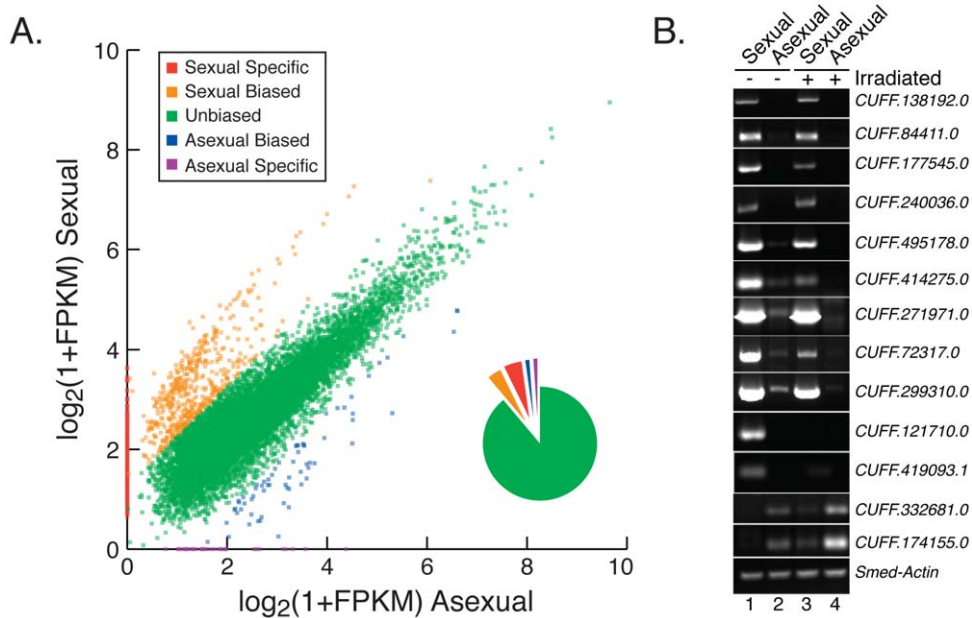 A.
10
8
6
4
2
0
0
2
4
6
8
10
log2(1+FPKM) Sexual
log2(1+FPKM) Asexual
Sexual Specific
Sexual Biased
Unbiased
Asexual Biased
Asexual Specific
B.
Sexual Asexual Sexual Asexual
- - + + Irradiated
CUFF.138192.0
CUFF.84411.0
CUFF.177545.0
CUFF.240036.0
CUFF.495178.0
CUFF.414275.0
CUFF.271971.0
CUFF.72317.0
CUFF.299310.0
CUFF.121710.0
CUFF.419093.1
CUFF.332681.0
CUFF.174155.0
Smed-Actin
1 2 3 4